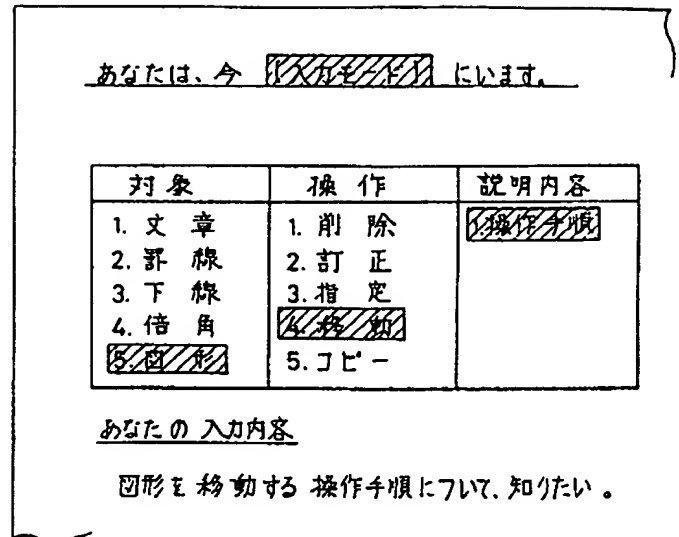 あなたは、今 「入力モード」 にいます。
対象 操作 説明内容
1. 文章 1. 削除 1. 操作手順
2. 罫線 2. 訂正
3. 下線 3. 指定
4. 倍角 4. 移動
5. 図形 5. コピー
あなたの入力内容
図形を移動する操作手順について、知りたい。